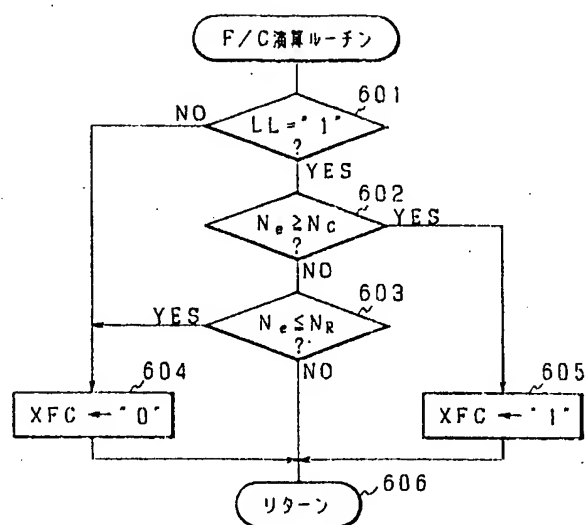 F/C演算ルーチン
601
NO
LL="1"
?
YES
602
Ne≧NC
YES
?
NO
603
YES
Ne≦NR
?
NO
604
605
XFC ← "0"
XFC ← "1"
606
リターン